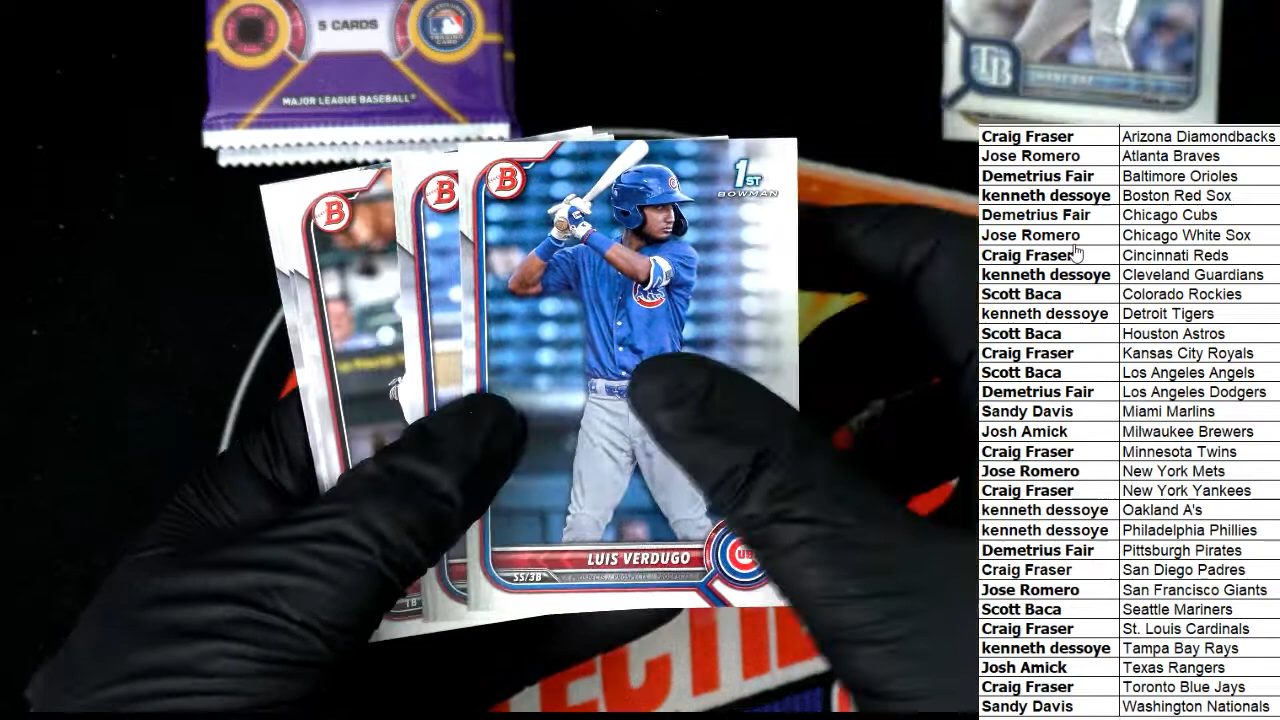 5 CARDS
MAJOR LEAGUE BASEBALL
TB
B
B
B
1ST
BOWMAN
LUIS VERDUGO
SS/3B
CUBS
18
Craig Fraser Arizona Diamondbacks
Jose Romero Atlanta Braves
Demetrius Fair Baltimore Orioles
kenneth dessoye Boston Red Sox
Demetrius Fair Chicago Cubs
Jose Romero Chicago White Sox
Craig Fraser Cincinnati Reds
kenneth dessoye Cleveland Guardians
Scott Baca Colorado Rockies
kenneth dessoye Detroit Tigers
Scott Baca Houston Astros
Craig Fraser Kansas City Royals
Scott Baca Los Angeles Angels
Demetrius Fair Los Angeles Dodgers
Sandy Davis Miami Marlins
Josh Amick Milwaukee Brewers
Craig Fraser Minnesota Twins
Jose Romero New York Mets
Craig Fraser New York Yankees
kenneth dessoye Oakland A's
kenneth dessoye Philadelphia Phillies
Demetrius Fair Pittsburgh Pirates
Craig Fraser San Diego Padres
Jose Romero San Francisco Giants
Scott Baca Seattle Mariners
Craig Fraser St. Louis Cardinals
kenneth dessoye Tampa Bay Rays
Josh Amick Texas Rangers
Craig Fraser Toronto Blue Jays
Sandy Davis Washington Nationals